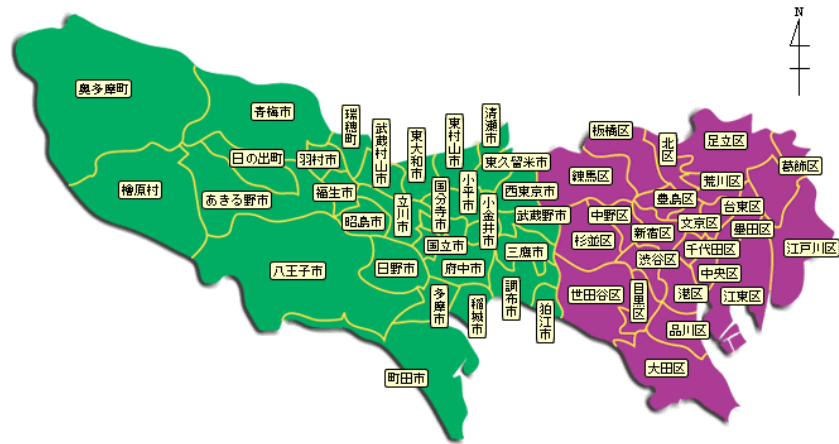 N
奥多摩町
青梅市
瑞穂町
武蔵村山市
東大和市
東村山市
清瀬市
板橋区
北区
足立区
葛飾区
檜原村
日の出町
羽村市
東久留米市
練馬区
荒川区
あきる野市
福生市
昭島市
立川市
国分寺市
小平市
小金井市
西東京市
武蔵野市
中野区
豊島区
文京区
台東区
墨田区
江戸川区
杉並区
新宿区
千代田区
国立市
三鷹市
渋谷区
中央区
八王子市
日野市
府中市
多摩市
稲城市
調布市
狛江市
世田谷区
目黒区
港区
江東区
品川区
町田市
大田区